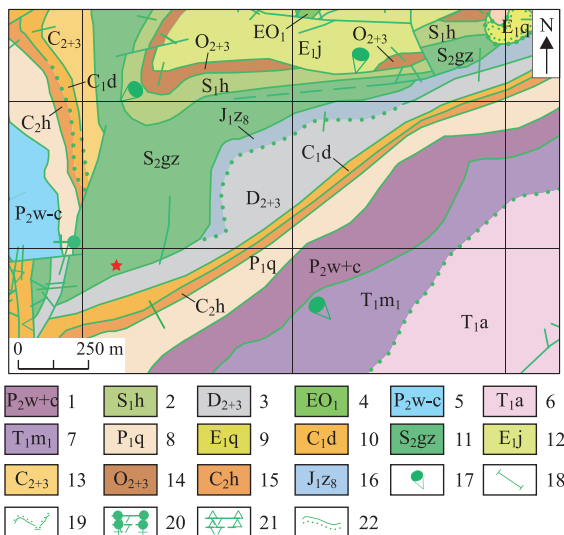 C₂₊₃ EO₁ O₂₊₃ E₁j O₂₊₃ S₁h E₁q N
C₁d S₁h S₂gz
C₂h J₁z₈
S₂gz C₁d
P₂w-c D₂₊₃
P₁q P₂w+c
C₂h T₁m₁ T₁a
0 250 m
P₂w+c 1 S₁h 2 D₂₊₃ 3 EO₁ 4 P₂w-c 5 T₁a 6
T₁m₁ 7 P₁q 8 E₁q 9 C₁d 10 S₂gz 11 E₁j 12
C₂₊₃ 13 O₂₊₃ 14 C₂h 15 J₁z₈ 16 17 18
19 20 21 22